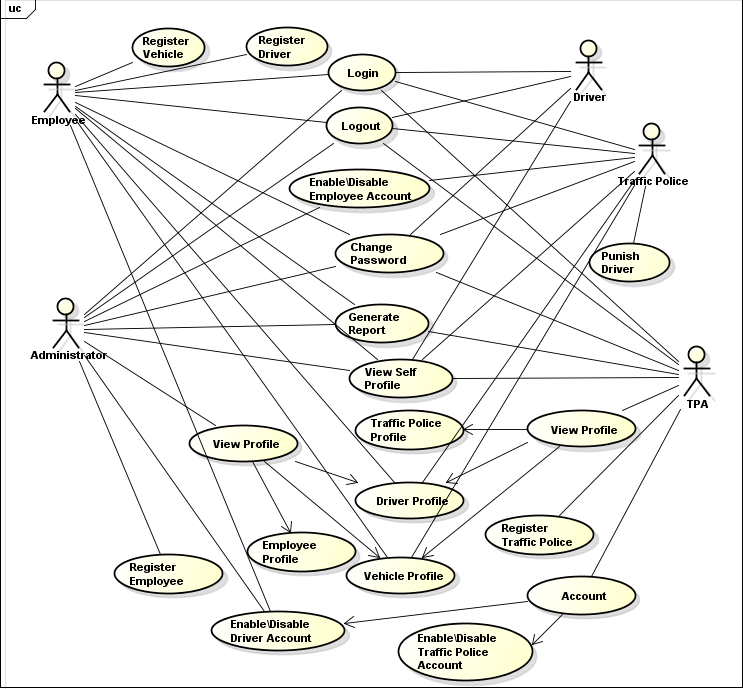 uc
Register
Vehicle
Register
Driver
Login
Employee
Driver
Logout
Traffic Police
Enable\Disable
Employee Account
Change
Password
Punish
Driver
Generate
Report
Administrator
View Self
Profile
TPA
Traffic Police
Profile
View Profile
View Profile
Driver Profile
Register
Traffic Police
Employee
Profile
Register
Employee
Vehicle Profile
Account
Enable\Disable
Driver Account
Enable\Disable
Traffic Police
Account